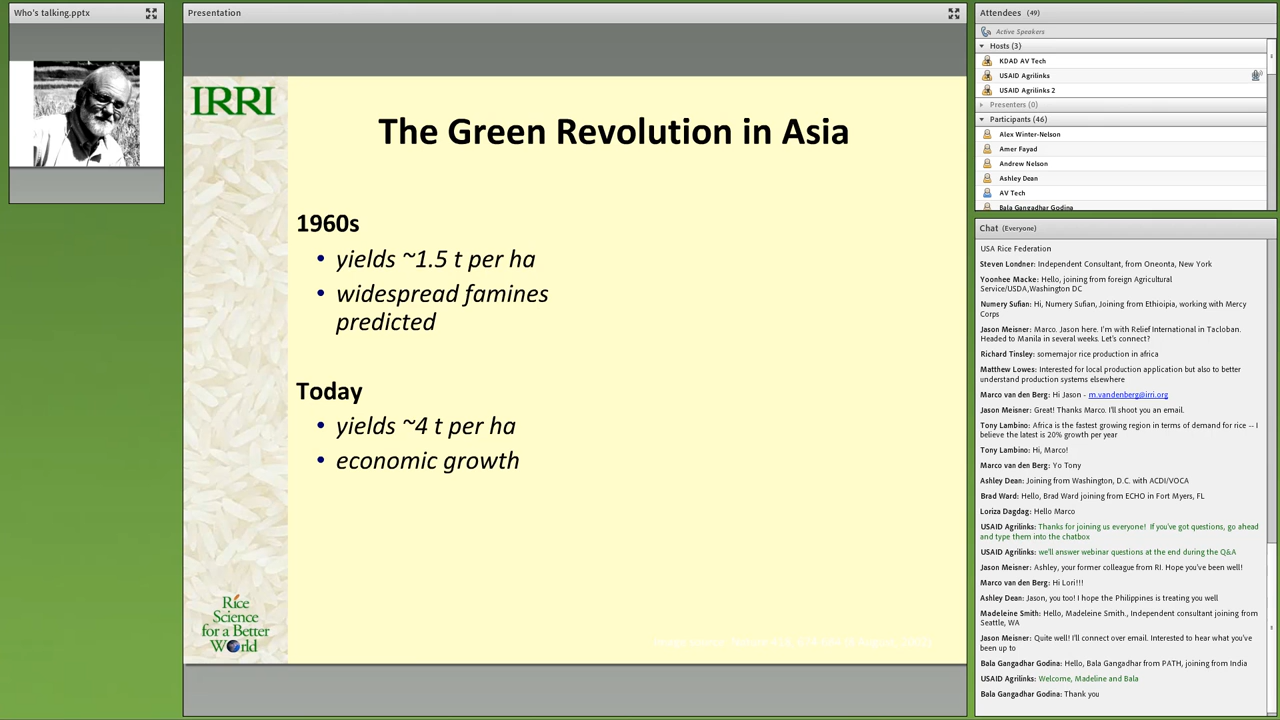 Who's talking.pptx
Presentation
IRRI
The Green Revolution in Asia
1960s
• yields ~1.5 t per ha
• widespread famines
predicted
Today
• yields ~4 t per ha
• economic growth
Rice
Science
for a Better
World
Attendees (49)
Active Speakers
Hosts (3)
KDAD AV Tech
USAID Agrilinks
USAID Agrilinks 2
Presenters (0)
Participants (46)
Alex Winter-Nelson
Amer Fayad
Andrew Nelson
Ashley Dean
AV Tech
Bala Gangadhar Godina
Chat (Everyone)
USA Rice Federation
Steven Londner: Independent Consultant, from Oneonta, New York
Yoonhee Macke: Hello, joining from foreign Agricultural
Service/USDA,Washington DC
Numery Sufian: Hi, Numery Sufian, Joining from Ethioipia, working with Mercy
Corps
Jason Meisner: Marco. Jason here. I'm with Relief International in Tacloban.
Headed to Manila in several weeks. Let's connect?
Richard Tinsley: somemajor rice production in africa
Matthew Lowes: Interested for local production application but also to better
understand production systems elsewhere
Marco van den Berg: Hi Jason - m.vandenberg@irri.org
Jason Meisner: Great! Thanks Marco. I'll shoot you an email.
Tony Lambino: Africa is the fastest growing region in terms of demand for rice -- I
believe the latest is 20% growth per year
Tony Lambino: Hi, Marco!
Marco van den Berg: Yo Tony
Ashley Dean: Joining from Washington, D.C. with ACDI/VOCA
Brad Ward: Hello, Brad Ward joining from ECHO in Fort Myers, FL
Loriza Dagdag: Hello Marco
USAID Agrilinks: Thanks for joining us everyone! If you've got questions, go ahead
and type them into the chatbox
USAID Agrilinks: we'll answer webinar questions at the end during the Q&A
Jason Meisner: Ashley, your former colleague from RI. Hope you've been well!
Marco van den Berg: Hi Lori!!!
Ashley Dean: Jason, you too! I hope the Philippines is treating you well
Madeleine Smith: Hello, Madeleine Smith., Independent consultant joining from
Seattle, WA
Jason Meisner: Quite well! I'll connect over email. Interested to hear what you've
been up to
Bala Gangadhar Godina: Hello, Bala Gangadhar from PATH, joining from India
USAID Agrilinks: Welcome, Madeline and Bala
Bala Gangadhar Godina: Thank you